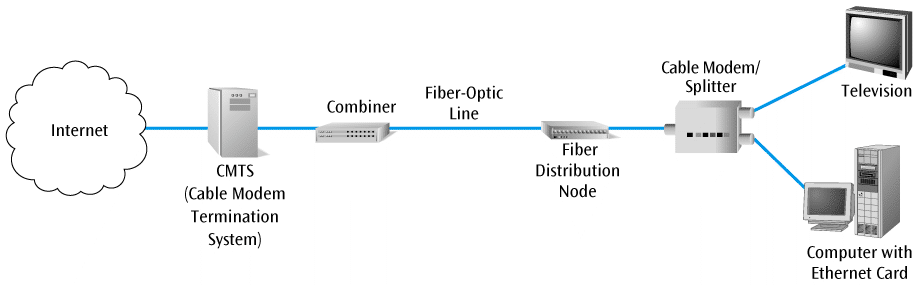 Internet
CMTS
(Cable Modem
Termination
System)
Combiner
Fiber-Optic
Line
Fiber
Distribution
Node
Cable Modem/
Splitter
Television
Computer with
Ethernet Card